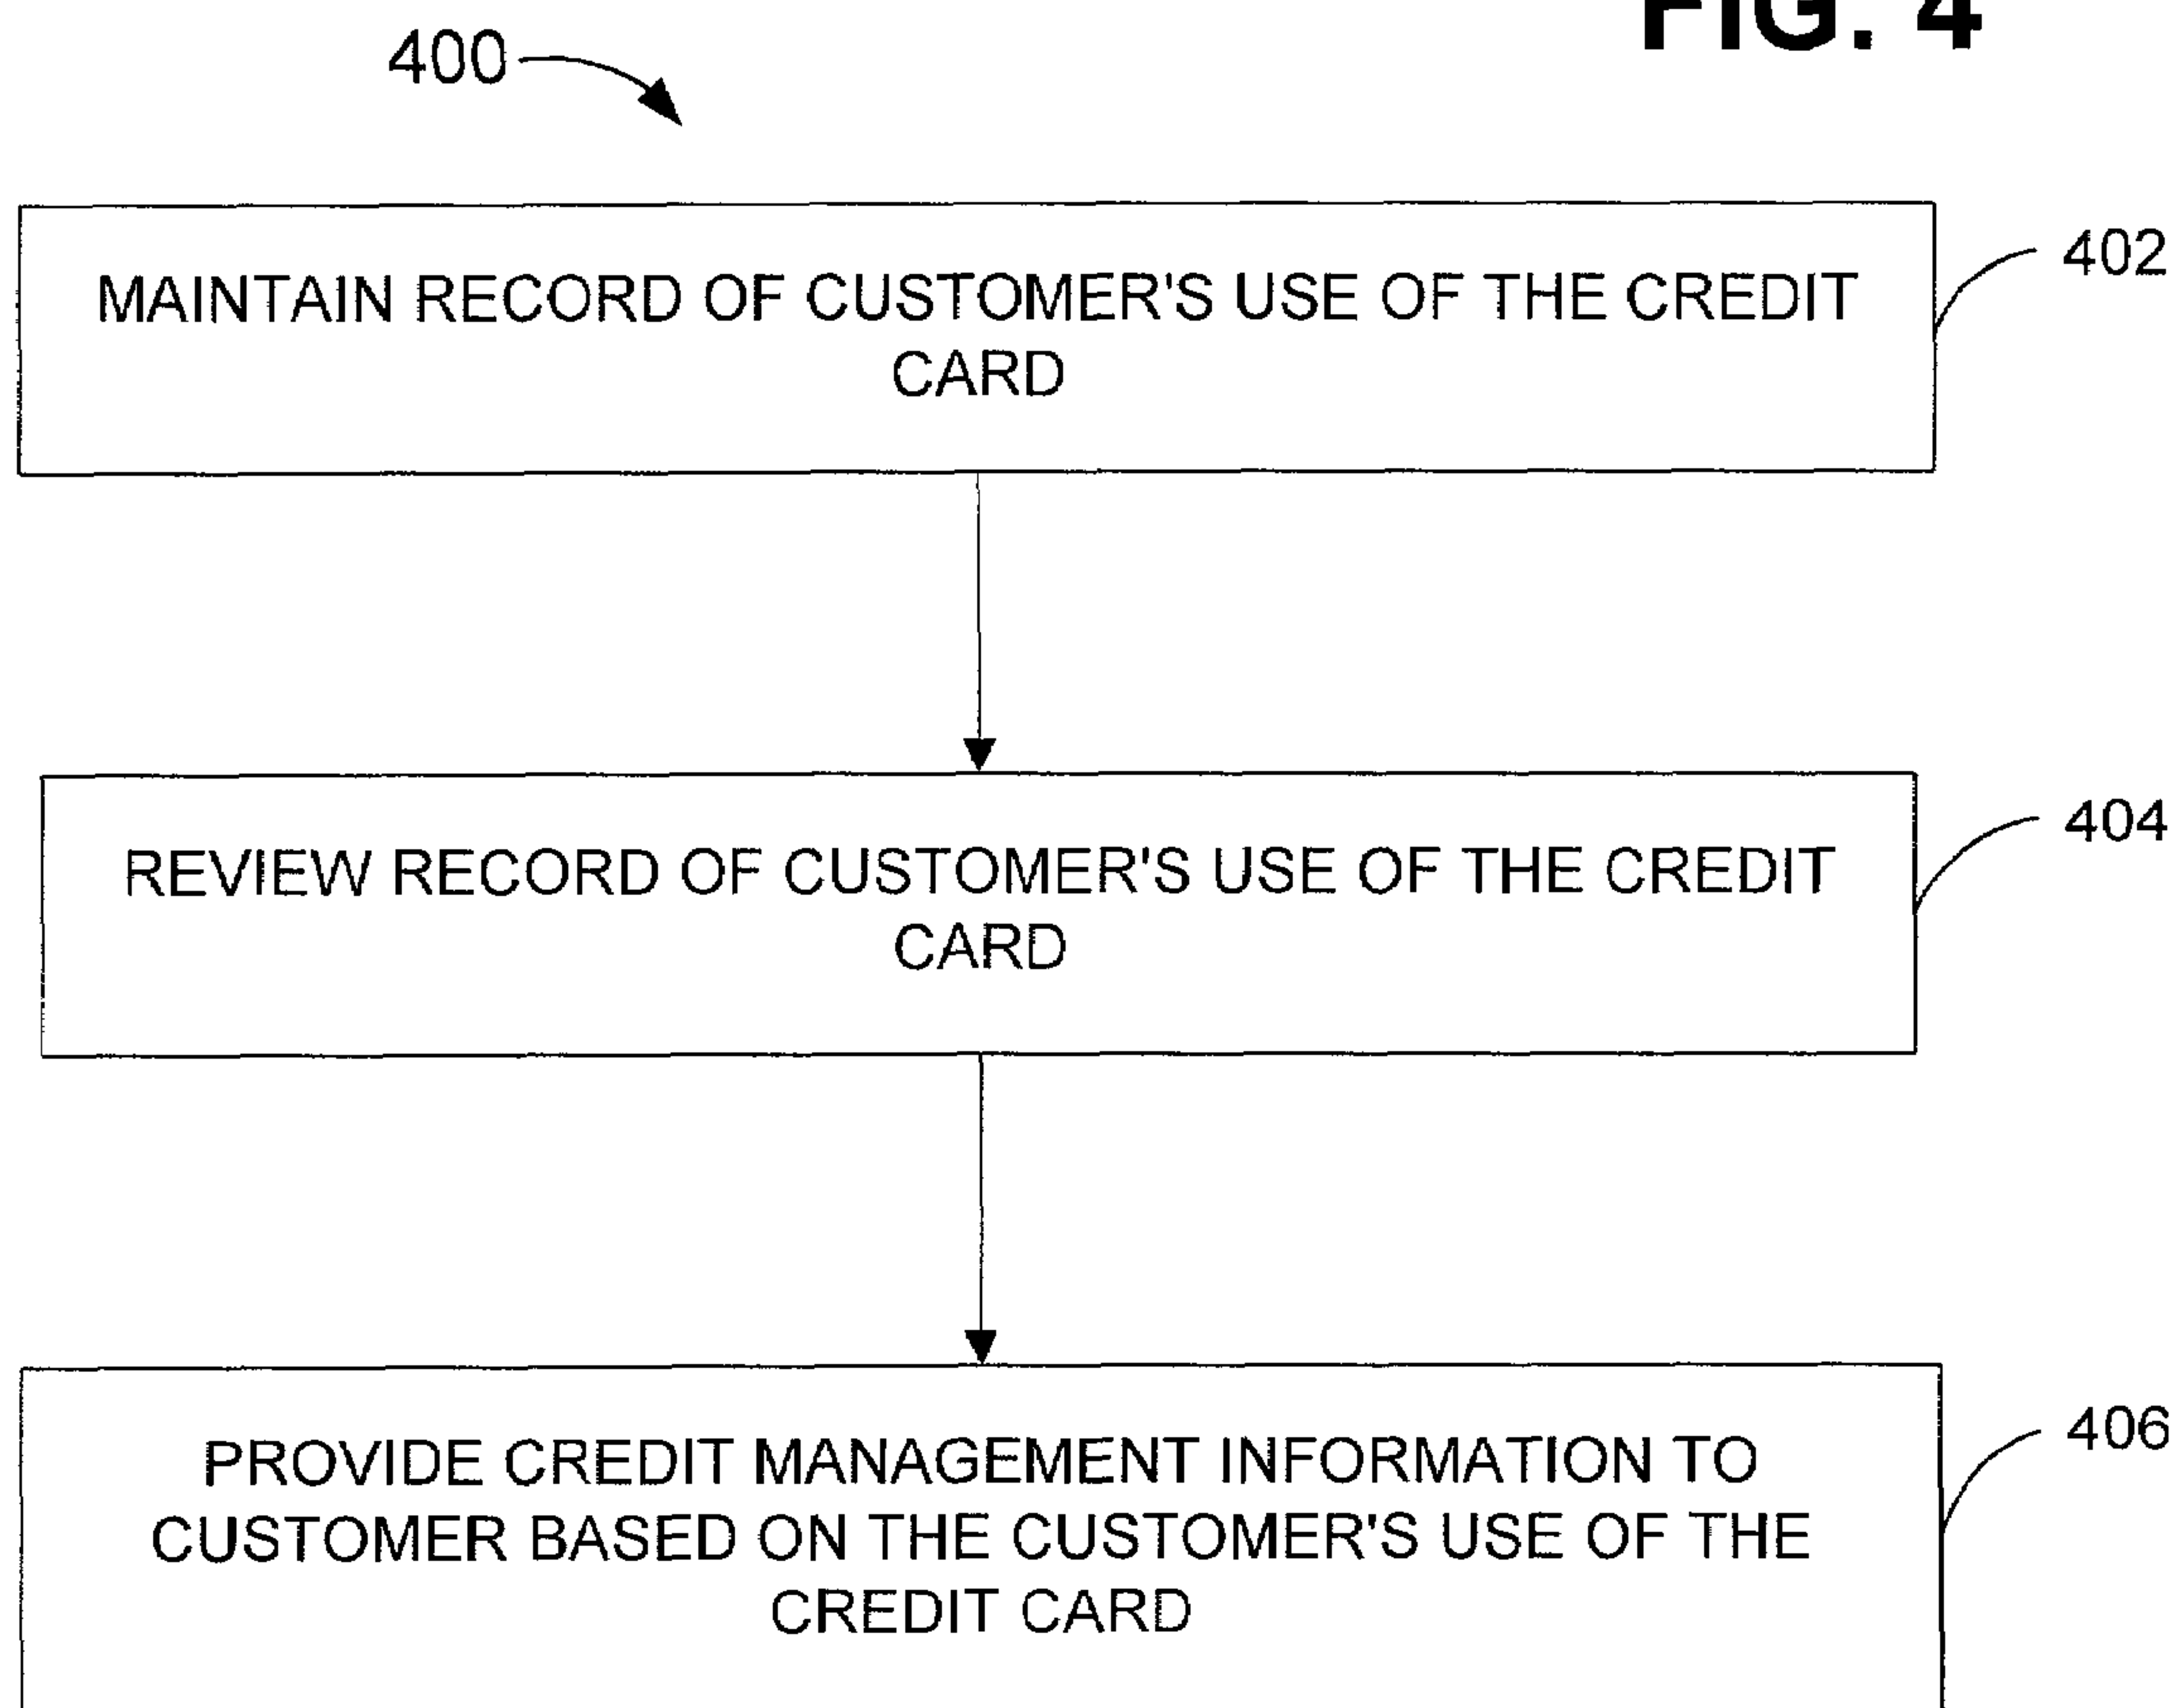 FIG. 4
400
MAINTAIN RECORD OF CUSTOMER'S USE OF THE CREDIT
CARD
402
REVIEW RECORD OF CUSTOMER'S USE OF THE CREDIT
CARD
404
PROVIDE CREDIT MANAGEMENT INFORMATION TO
CUSTOMER BASED ON THE CUSTOMER'S USE OF THE
CREDIT CARD
406